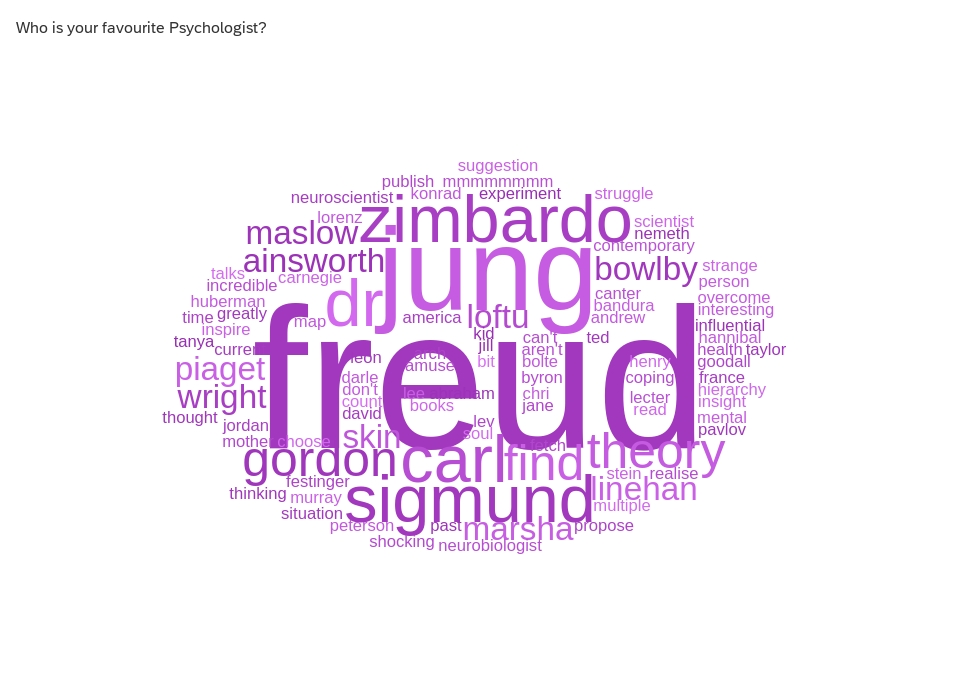 Who is your favourite Psychologist?
suggestion
publish mmmmmmmmm
neuroscientist konrad experiment struggle
lorenz zimbardo scientist
maslow nemeth
contemporary
ainsworth jung bowlby strange
talks carnegie person
incredible dr canter overcome
huberman bandura interesting
time greatly map america loftu andrew influential
inspire kid can't ted hannibal
tanya jill aren't health taylor
freud
amuse bit bolte henry goodall
piaget darle byron coping france
wright don't lee chri lecter hierarchy
count books jane read insight
thought david lev mental
jordan skin soul pavlov
mother choose theory
gordon carl find stein realise
festinger linehan
thinking murray sigmund multiple
situation
peterson past marsha propose
shocking neurobiologist